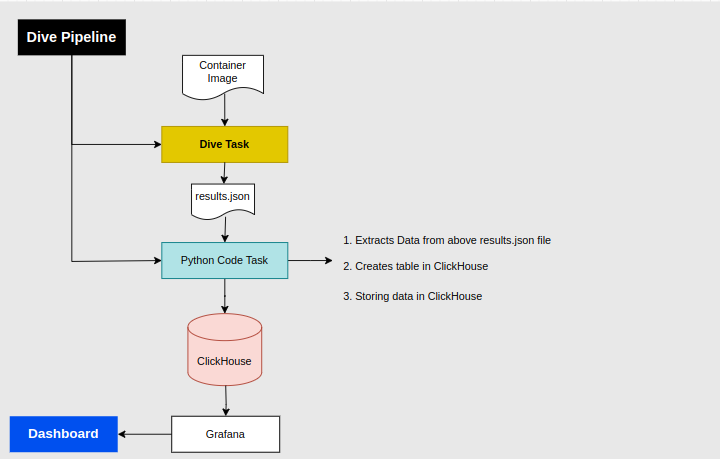 Dive Pipeline
Container
Image
Dive Task
results.json
Python Code Task
1. Extracts Data from above results.json file
2. Creates table in ClickHouse
3. Storing data in ClickHouse
ClickHouse
Dashboard
Grafana